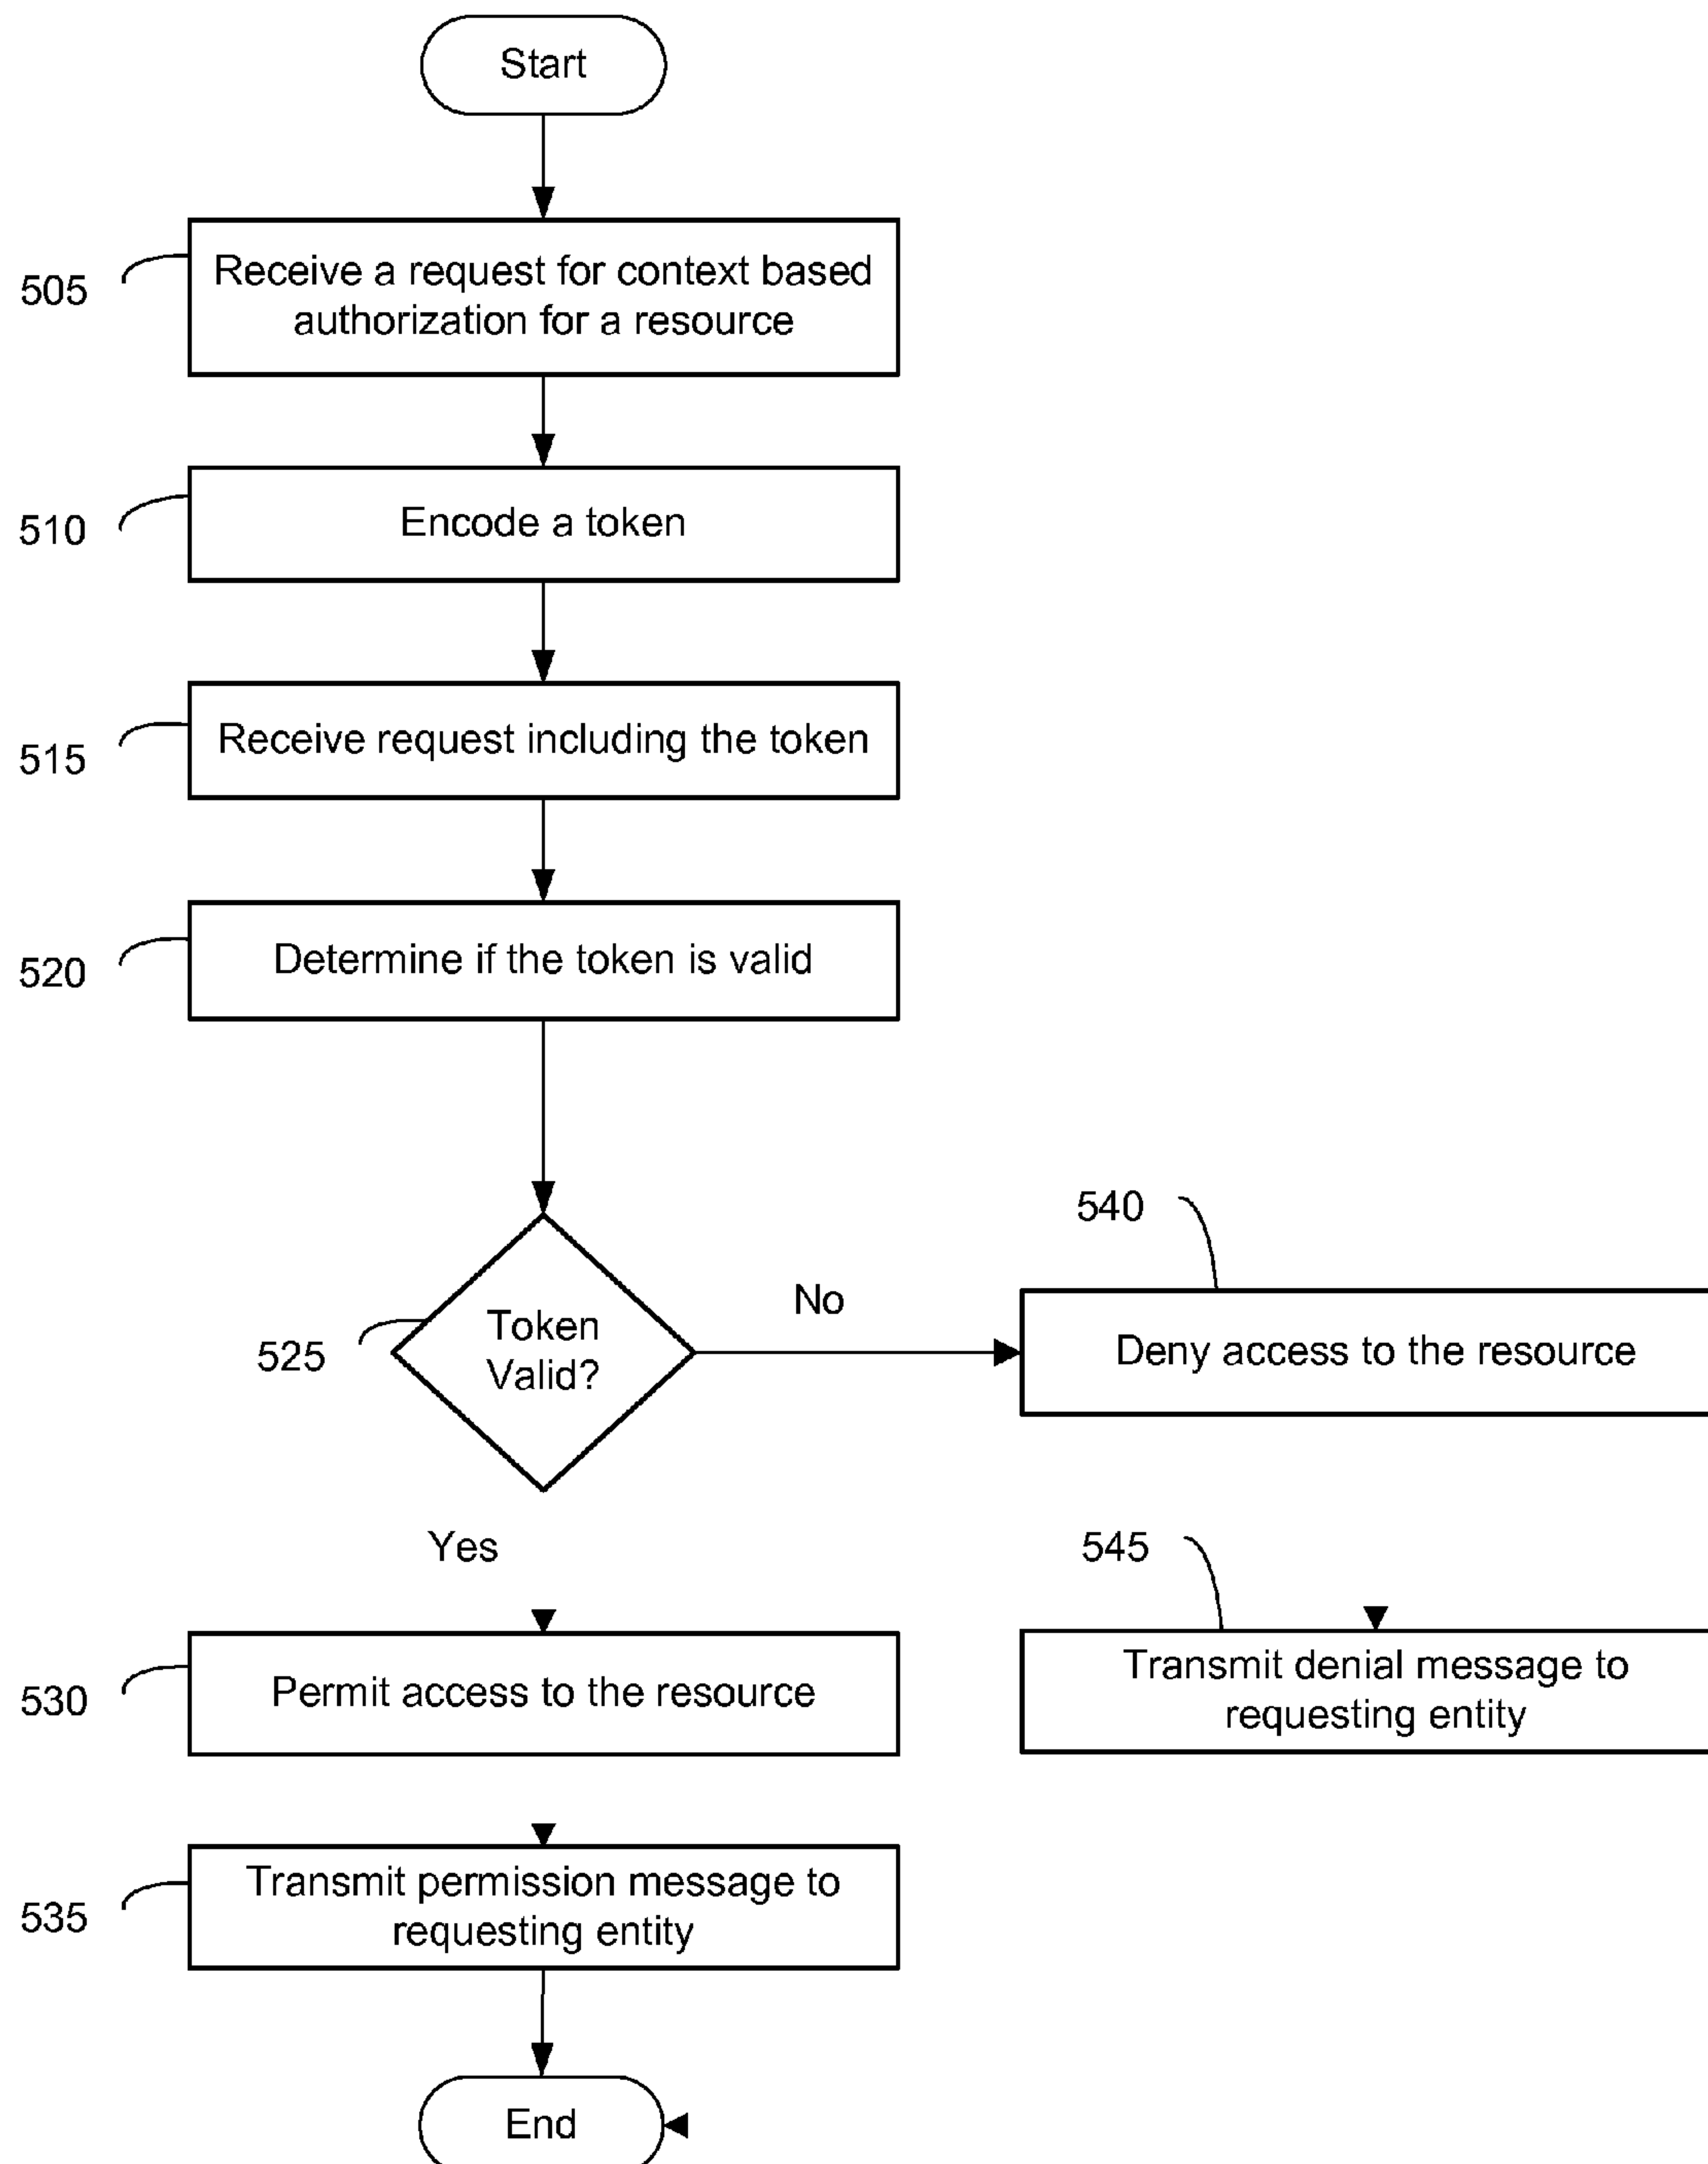 Start
505
Receive a request for context based
authorization for a resource
510
Encode a token
515
Receive request including the token
520
Determine if the token is valid
525
Token
Valid?
No
540
Deny access to the resource
Yes
545
Transmit denial message to
requesting entity
530
Permit access to the resource
535
Transmit permission message to
requesting entity
End